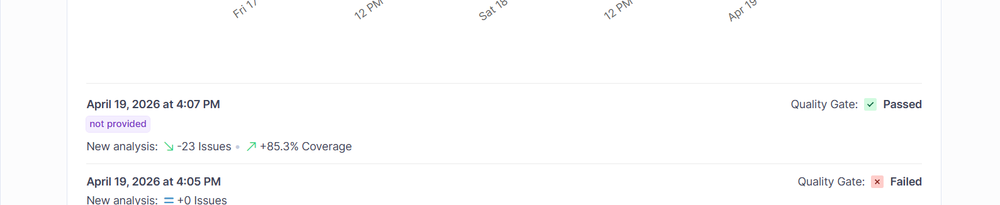 Fri 17
12 PM
Sat 18
12 PM
Apr 19
April 19, 2026 at 4:07 PM
Quality Gate: Passed
not provided
New analysis: -23 Issues • +85.3% Coverage
April 19, 2026 at 4:05 PM
Quality Gate: Failed
New analysis: +0 Issues